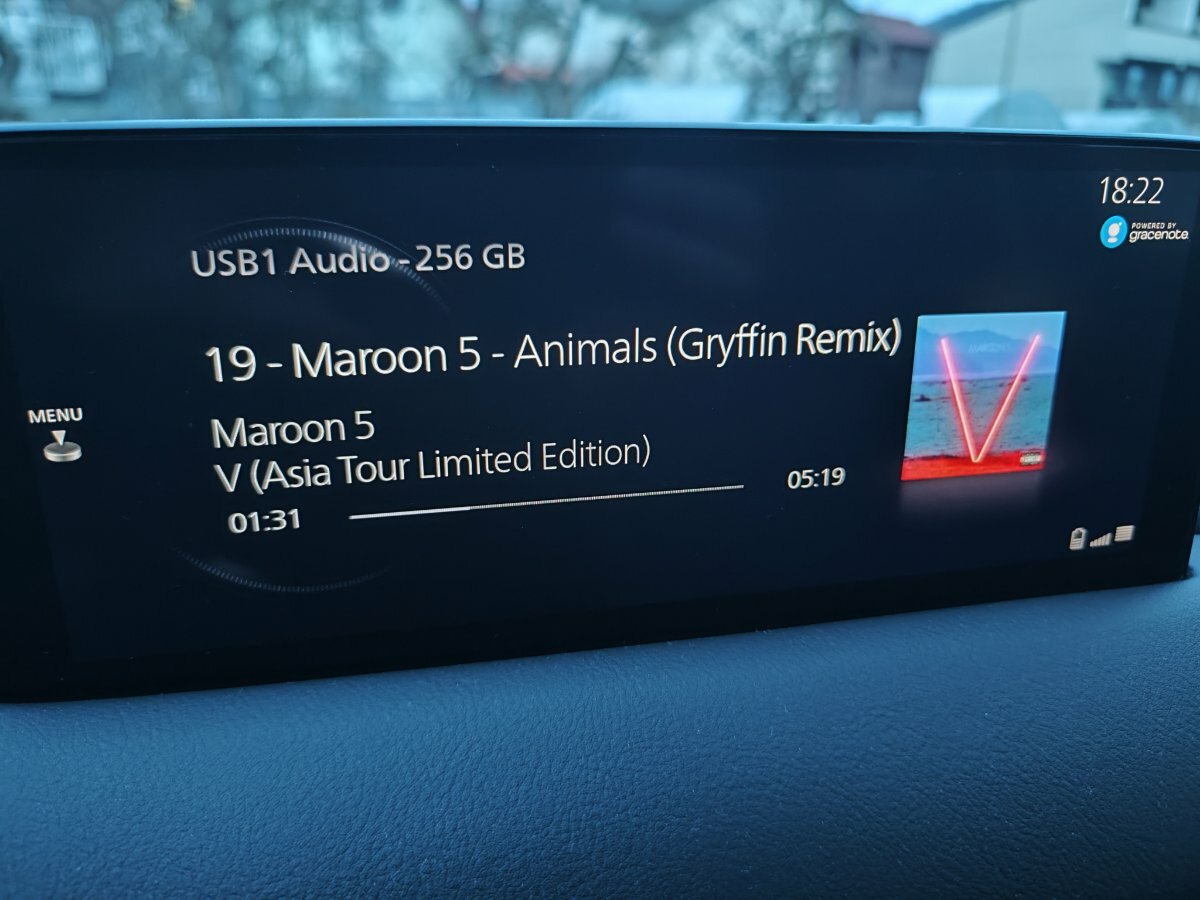 18:22
POWERED BY
gracenote.
USB1 Audio - 256 GB
19 - Maroon 5 - Animals (Gryffin Remix)
MENU
Maroon 5
V (Asia Tour Limited Edition)
01:31
05:19
V